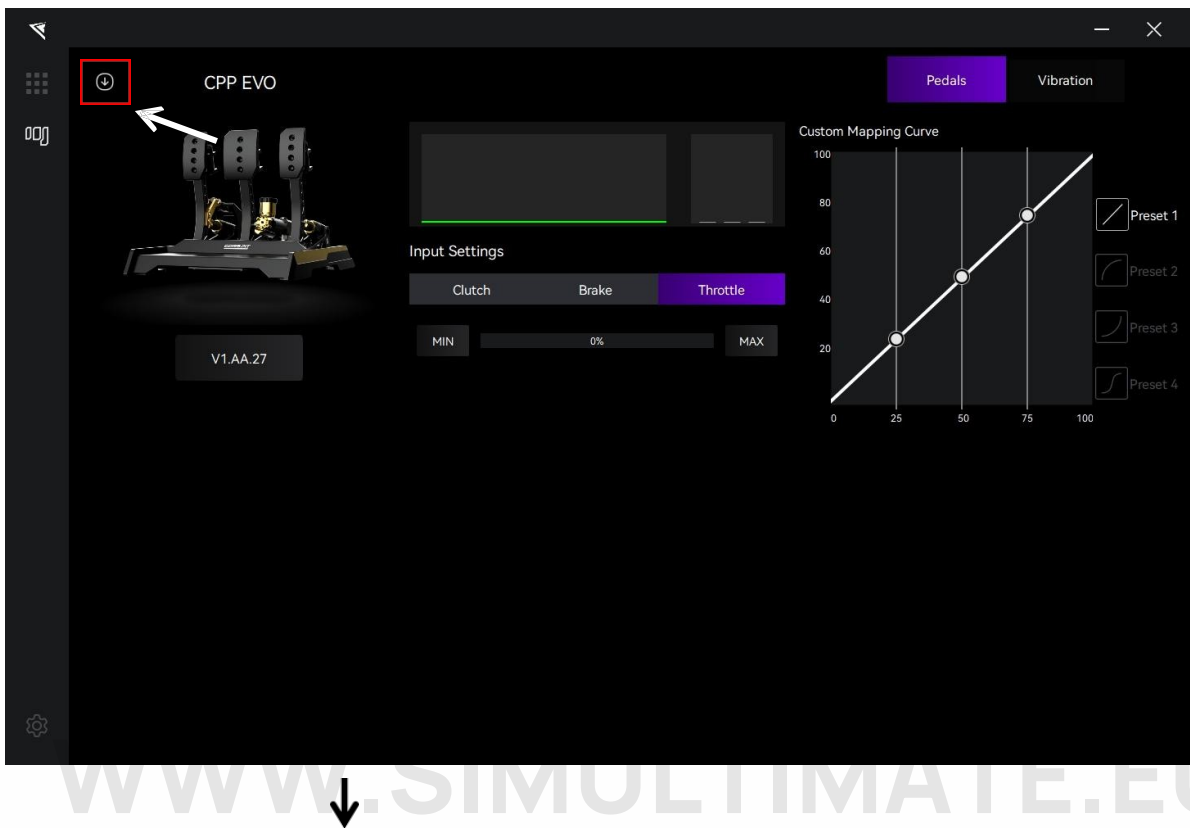 CPP EVO
Pedals
Vibration
Custom Mapping Curve
100
80
60
40
20
0 25 50 75 100
Preset 1
Preset 2
Preset 3
Preset 4
Input Settings
Clutch Brake Throttle
MIN 0% MAX
V1.AA.27
WWW.SIMULTIMATE.EU